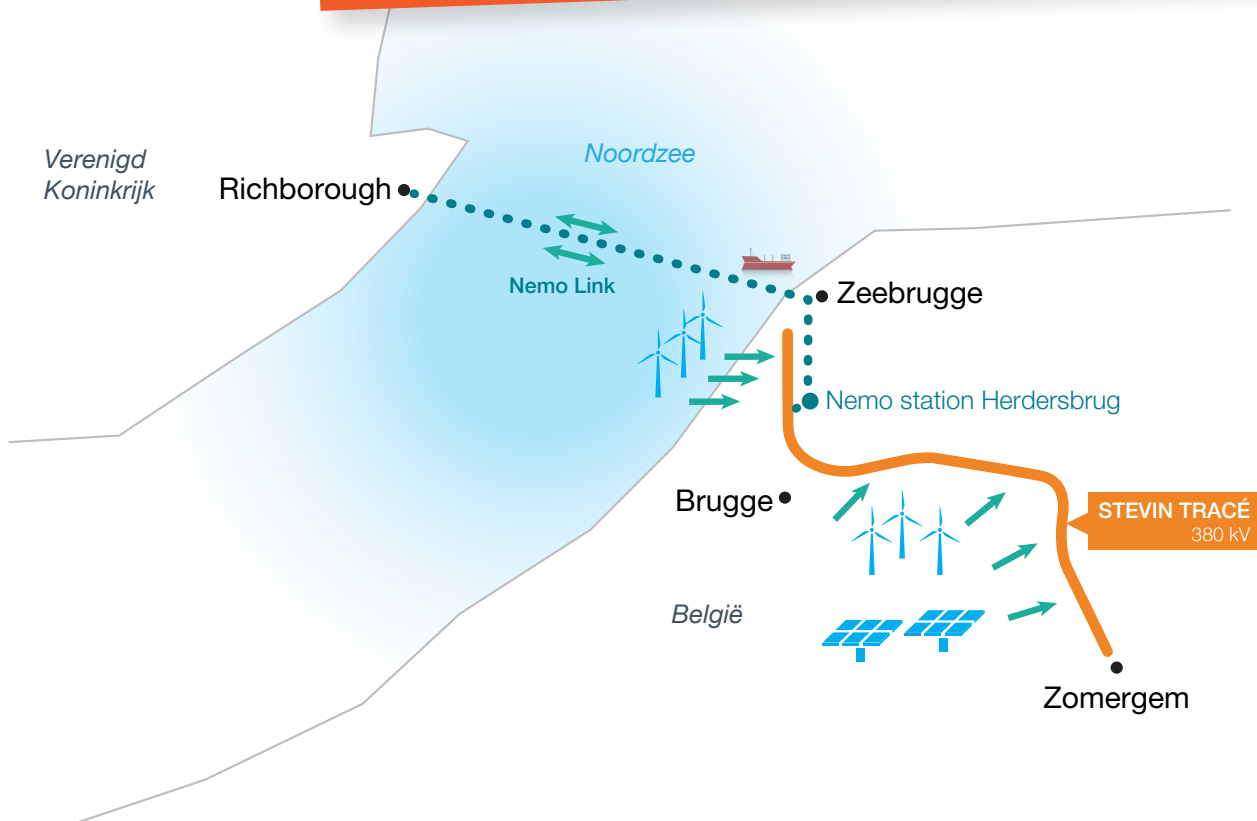 Verenigd
Koninkrijk
Noordzee
Richborough
Nemo Link
Zeebrugge
Nemo station Herdersbrug
Brugge
STEVIN TRACÉ
380 kV
België
Zomergem